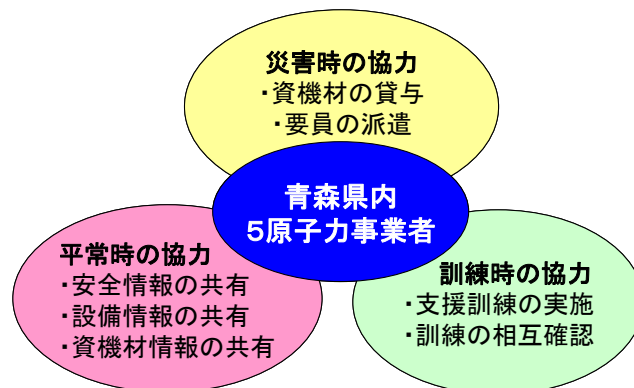 災害時の協力
・資機材の貸与
・要員の派遣
青森県内
5原子力事業者
平常時の協力
・安全情報の共有
・設備情報の共有
・資機材情報の共有
訓練時の協力
・支援訓練の実施
・訓練の相互確認